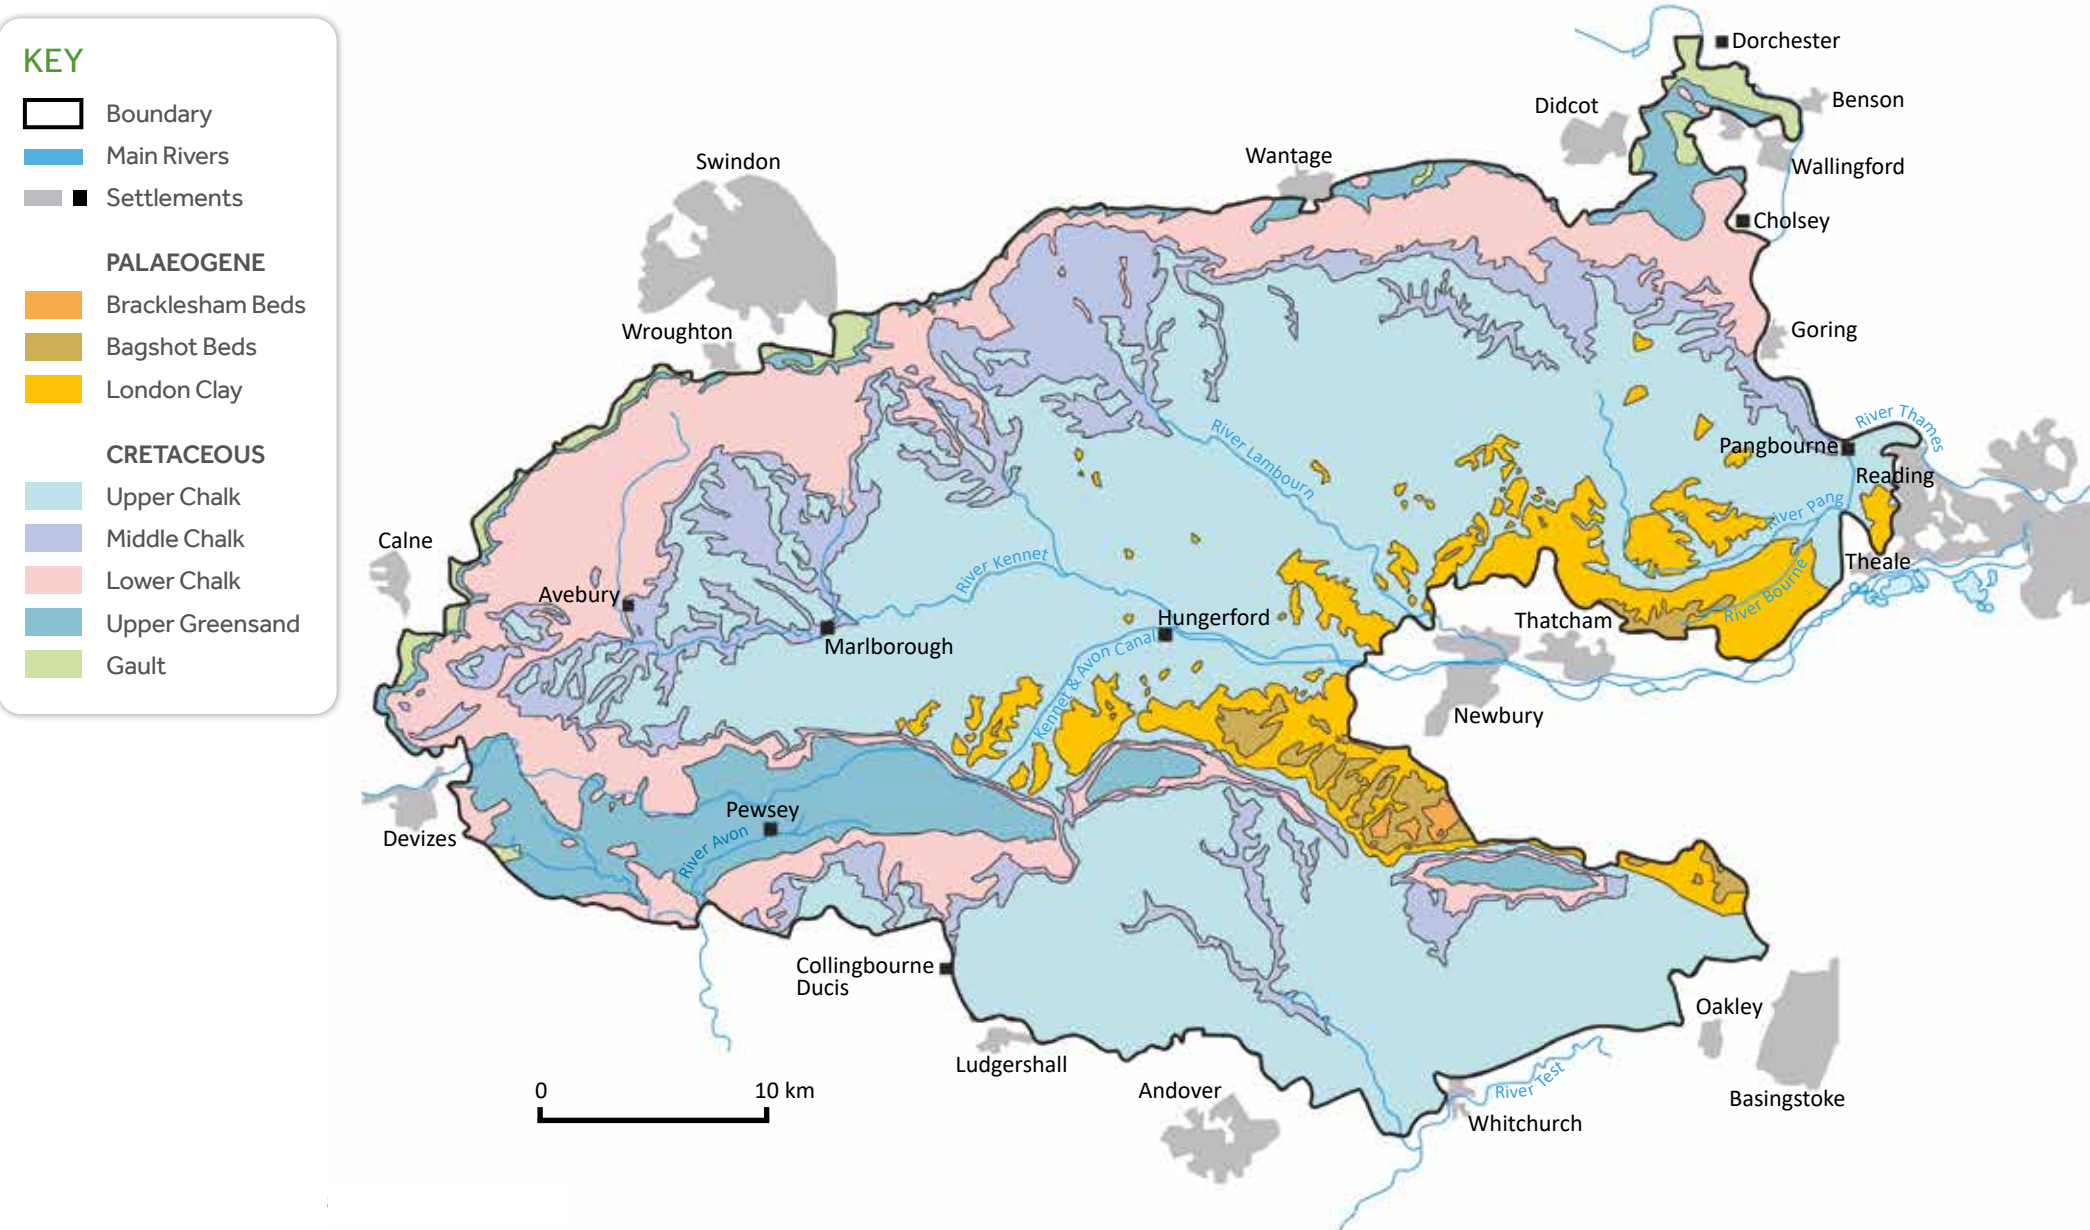 KEY
Boundary
Main Rivers
Settlements
PALAEOGENE
Bracklesham Beds
Bagshot Beds
London Clay
CRETACEOUS
Upper Chalk
Middle Chalk
Lower Chalk
Upper Greensand
Gault
Dorchester
Benson
Didcot
Wantage
Swindon
Wallingford
Cholsey
Wroughton
Goring
River Thames
River Lambourn
Pangbourne
Reading
River Pang
Calne
River Kennet
Theale
Avebury
River Bourne
Hungerford
Thatcham
Marlborough
Kennet & Avon Canal
Newbury
Pewsey
Devizes
River Avon
Collingbourne
Ducis
Oakley
Ludgershall
Andover
River Test
Basingstoke
Whitchurch
0 10 km